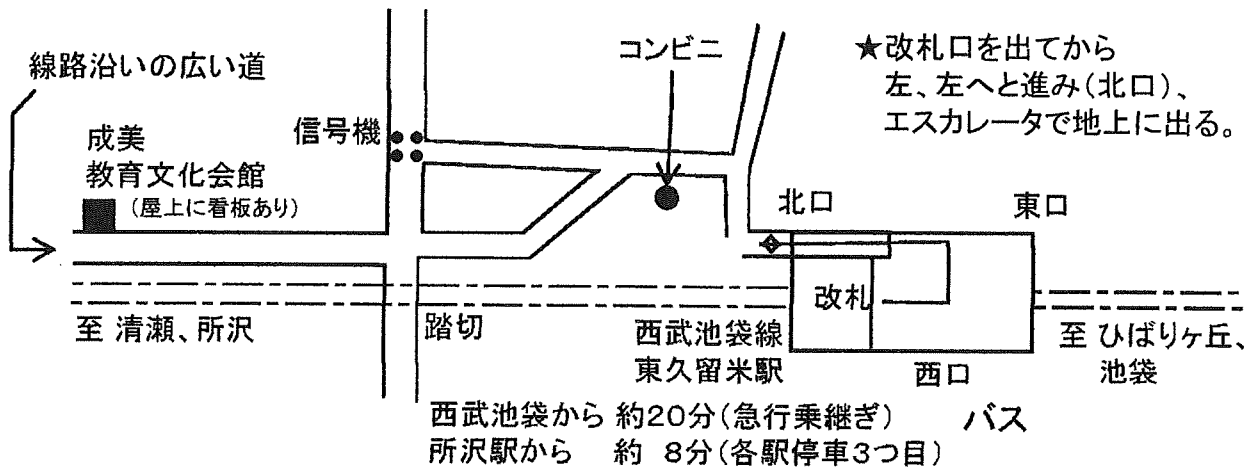 線路沿いの広い道
成美
教育文化会館
(屋上に看板あり)
信号機
コンビニ
★改札口を出てから
左、左へと進み(北口)、
エスカレータで地上に出る。
北口
東口
改札
至 清瀬、所沢
踏切
西武池袋線
東久留米駅
西口
至 ひばりヶ丘、
池袋
西武池袋から 約20分(急行乗継ぎ)
バス
所沢駅から 約 8分(各駅停車3つ目)